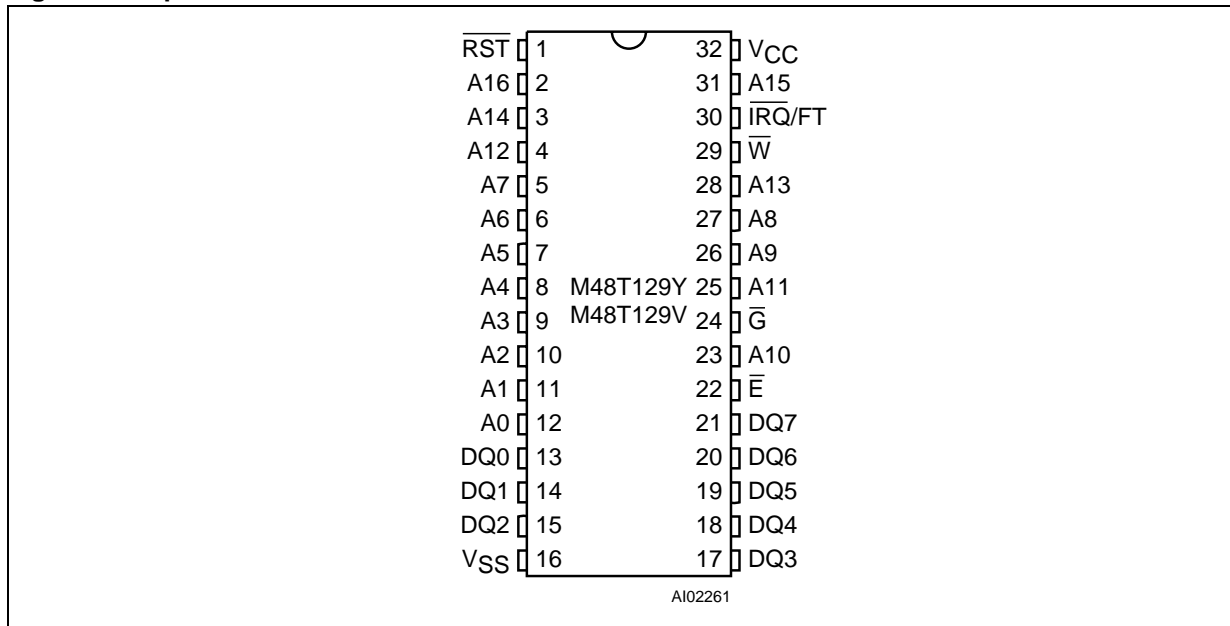 R̅S̅T̅ 1 32 VCC
A16 2 31 A15
A14 3 30 I̅R̅Q̅/FT
A12 4 29 W̅
A7 5 28 A13
A6 6 27 A8
A5 7 26 A9
A4 8 M48T129Y 25 A11
A3 9 M48T129V 24 G̅
A2 10 23 A10
A1 11 22 E̅
A0 12 21 DQ7
DQ0 13 20 DQ6
DQ1 14 19 DQ5
DQ2 15 18 DQ4
VSS 16 17 DQ3
AI02261